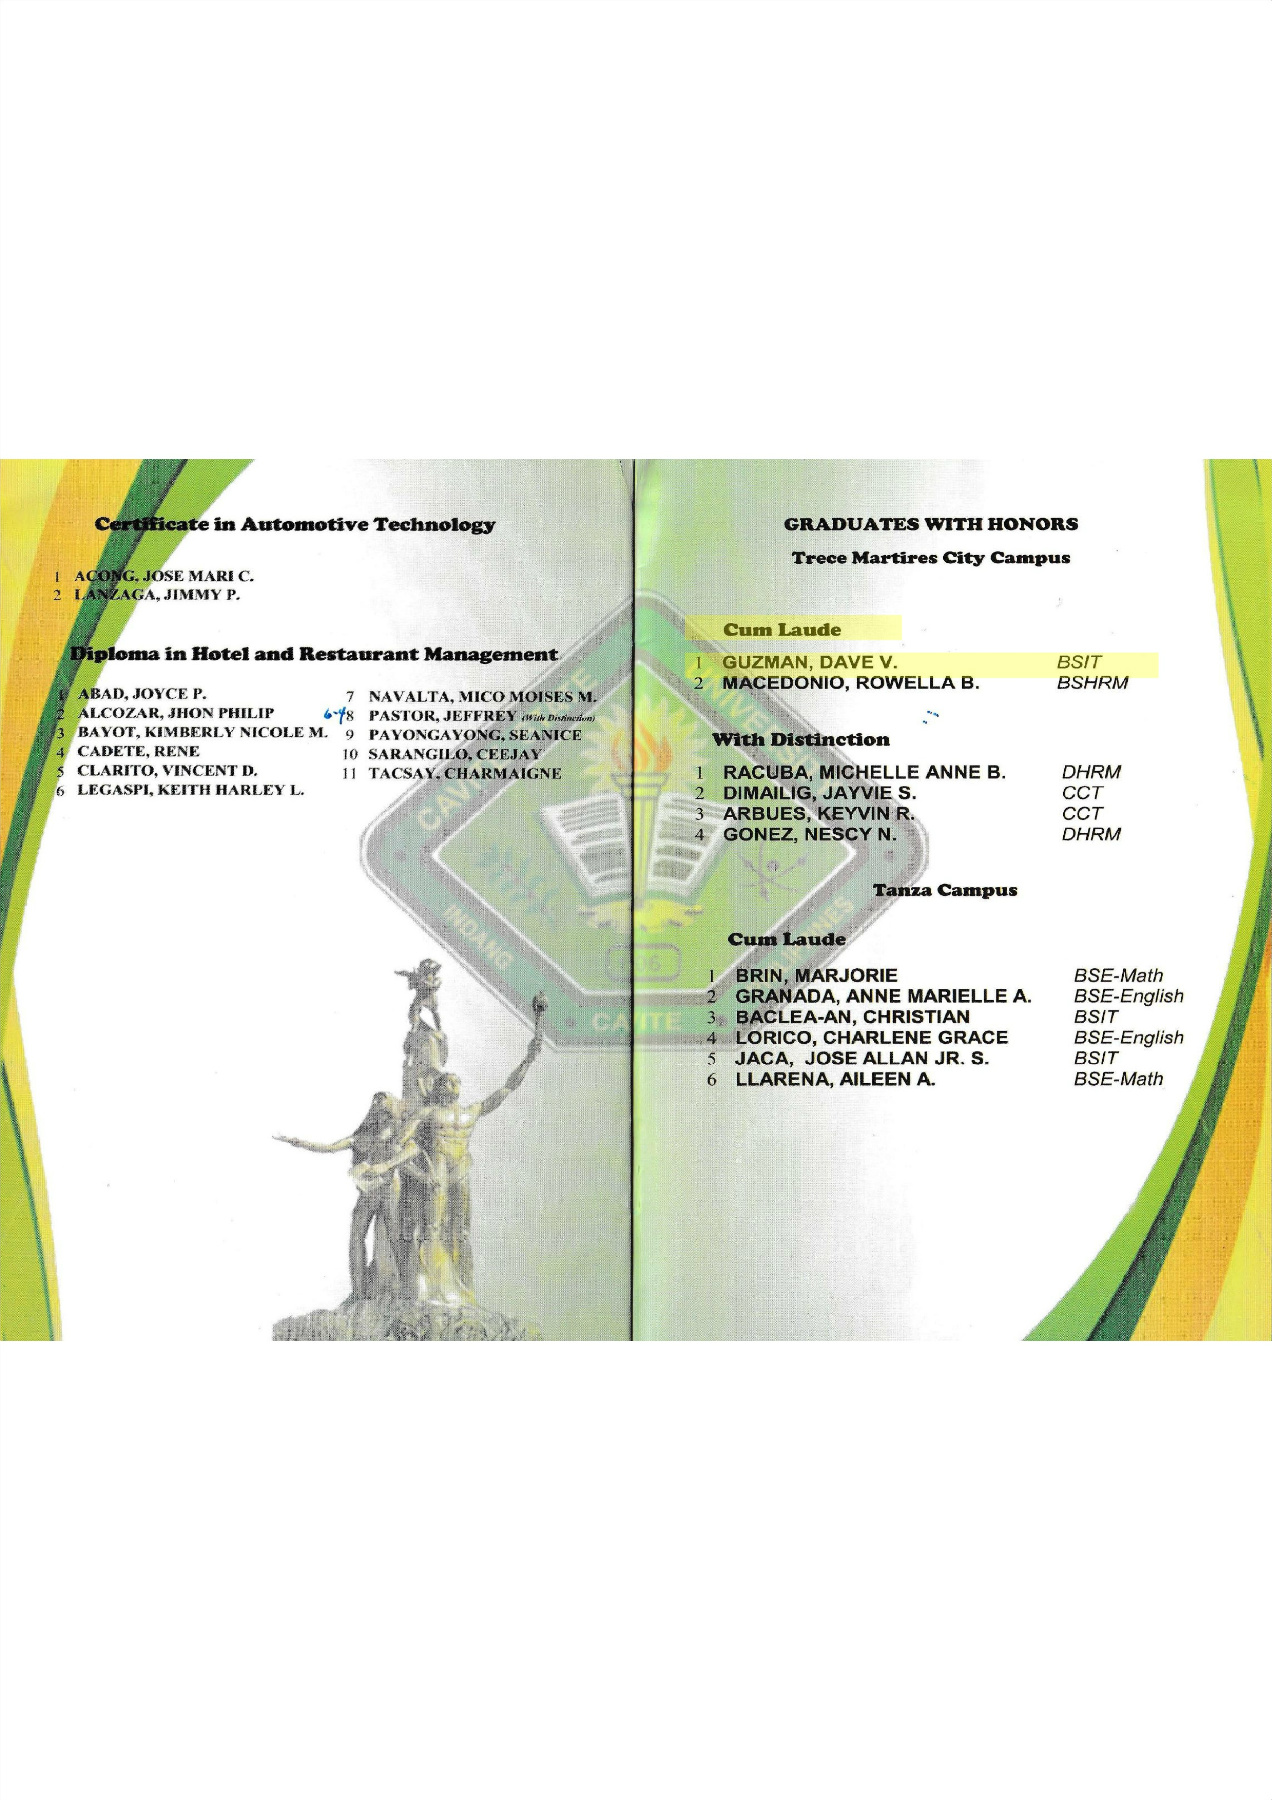 Certificate in Automotive Technology
1 ACONG, JOSE MARI C.
2 LANZAGA, JIMMY P.
Diploma in Hotel and Restaurant Management
1 ABAD, JOYCE P.
2 ALCOZAR, JHON PHILIP
3 BAYOT, KIMBERLY NICOLE M.
4 CADETE, RENE
5 CLARITO, VINCENT D.
6 LEGASPI, KEITH HARLEY L.
7 NAVALTA, MICO MOISES M.
8 PASTOR, JEFFREY (With Distinction)
9 PAYONGAYONG, SEANICE
10 SARANGILO, CEEJAY
11 TACSAY, CHARMAIGNE
GRADUATES WITH HONORS
Trece Martires City Campus
Cum Laude
1 GUZMAN, DAVE V. BSIT
2 MACEDONIO, ROWELLA B. BSHRM
With Distinction
1 RACUBA, MICHELLE ANNE B. DHRM
2 DIMAILIG, JAYVIE S. CCT
3 ARBUES, KEYVIN R. CCT
4 GONEZ, NESCY N. DHRM
Tanza Campus
Cum Laude
1 BRIN, MARJORIE BSE-Math
2 GRANADA, ANNE MARIELLE A. BSE-English
3 BACLEA-AN, CHRISTIAN BSIT
4 LORICO, CHARLENE GRACE BSE-English
5 JACA, JOSE ALLAN JR. S. BSIT
6 LLARENA, AILEEN A. BSE-Math
CAVITE
INDANG